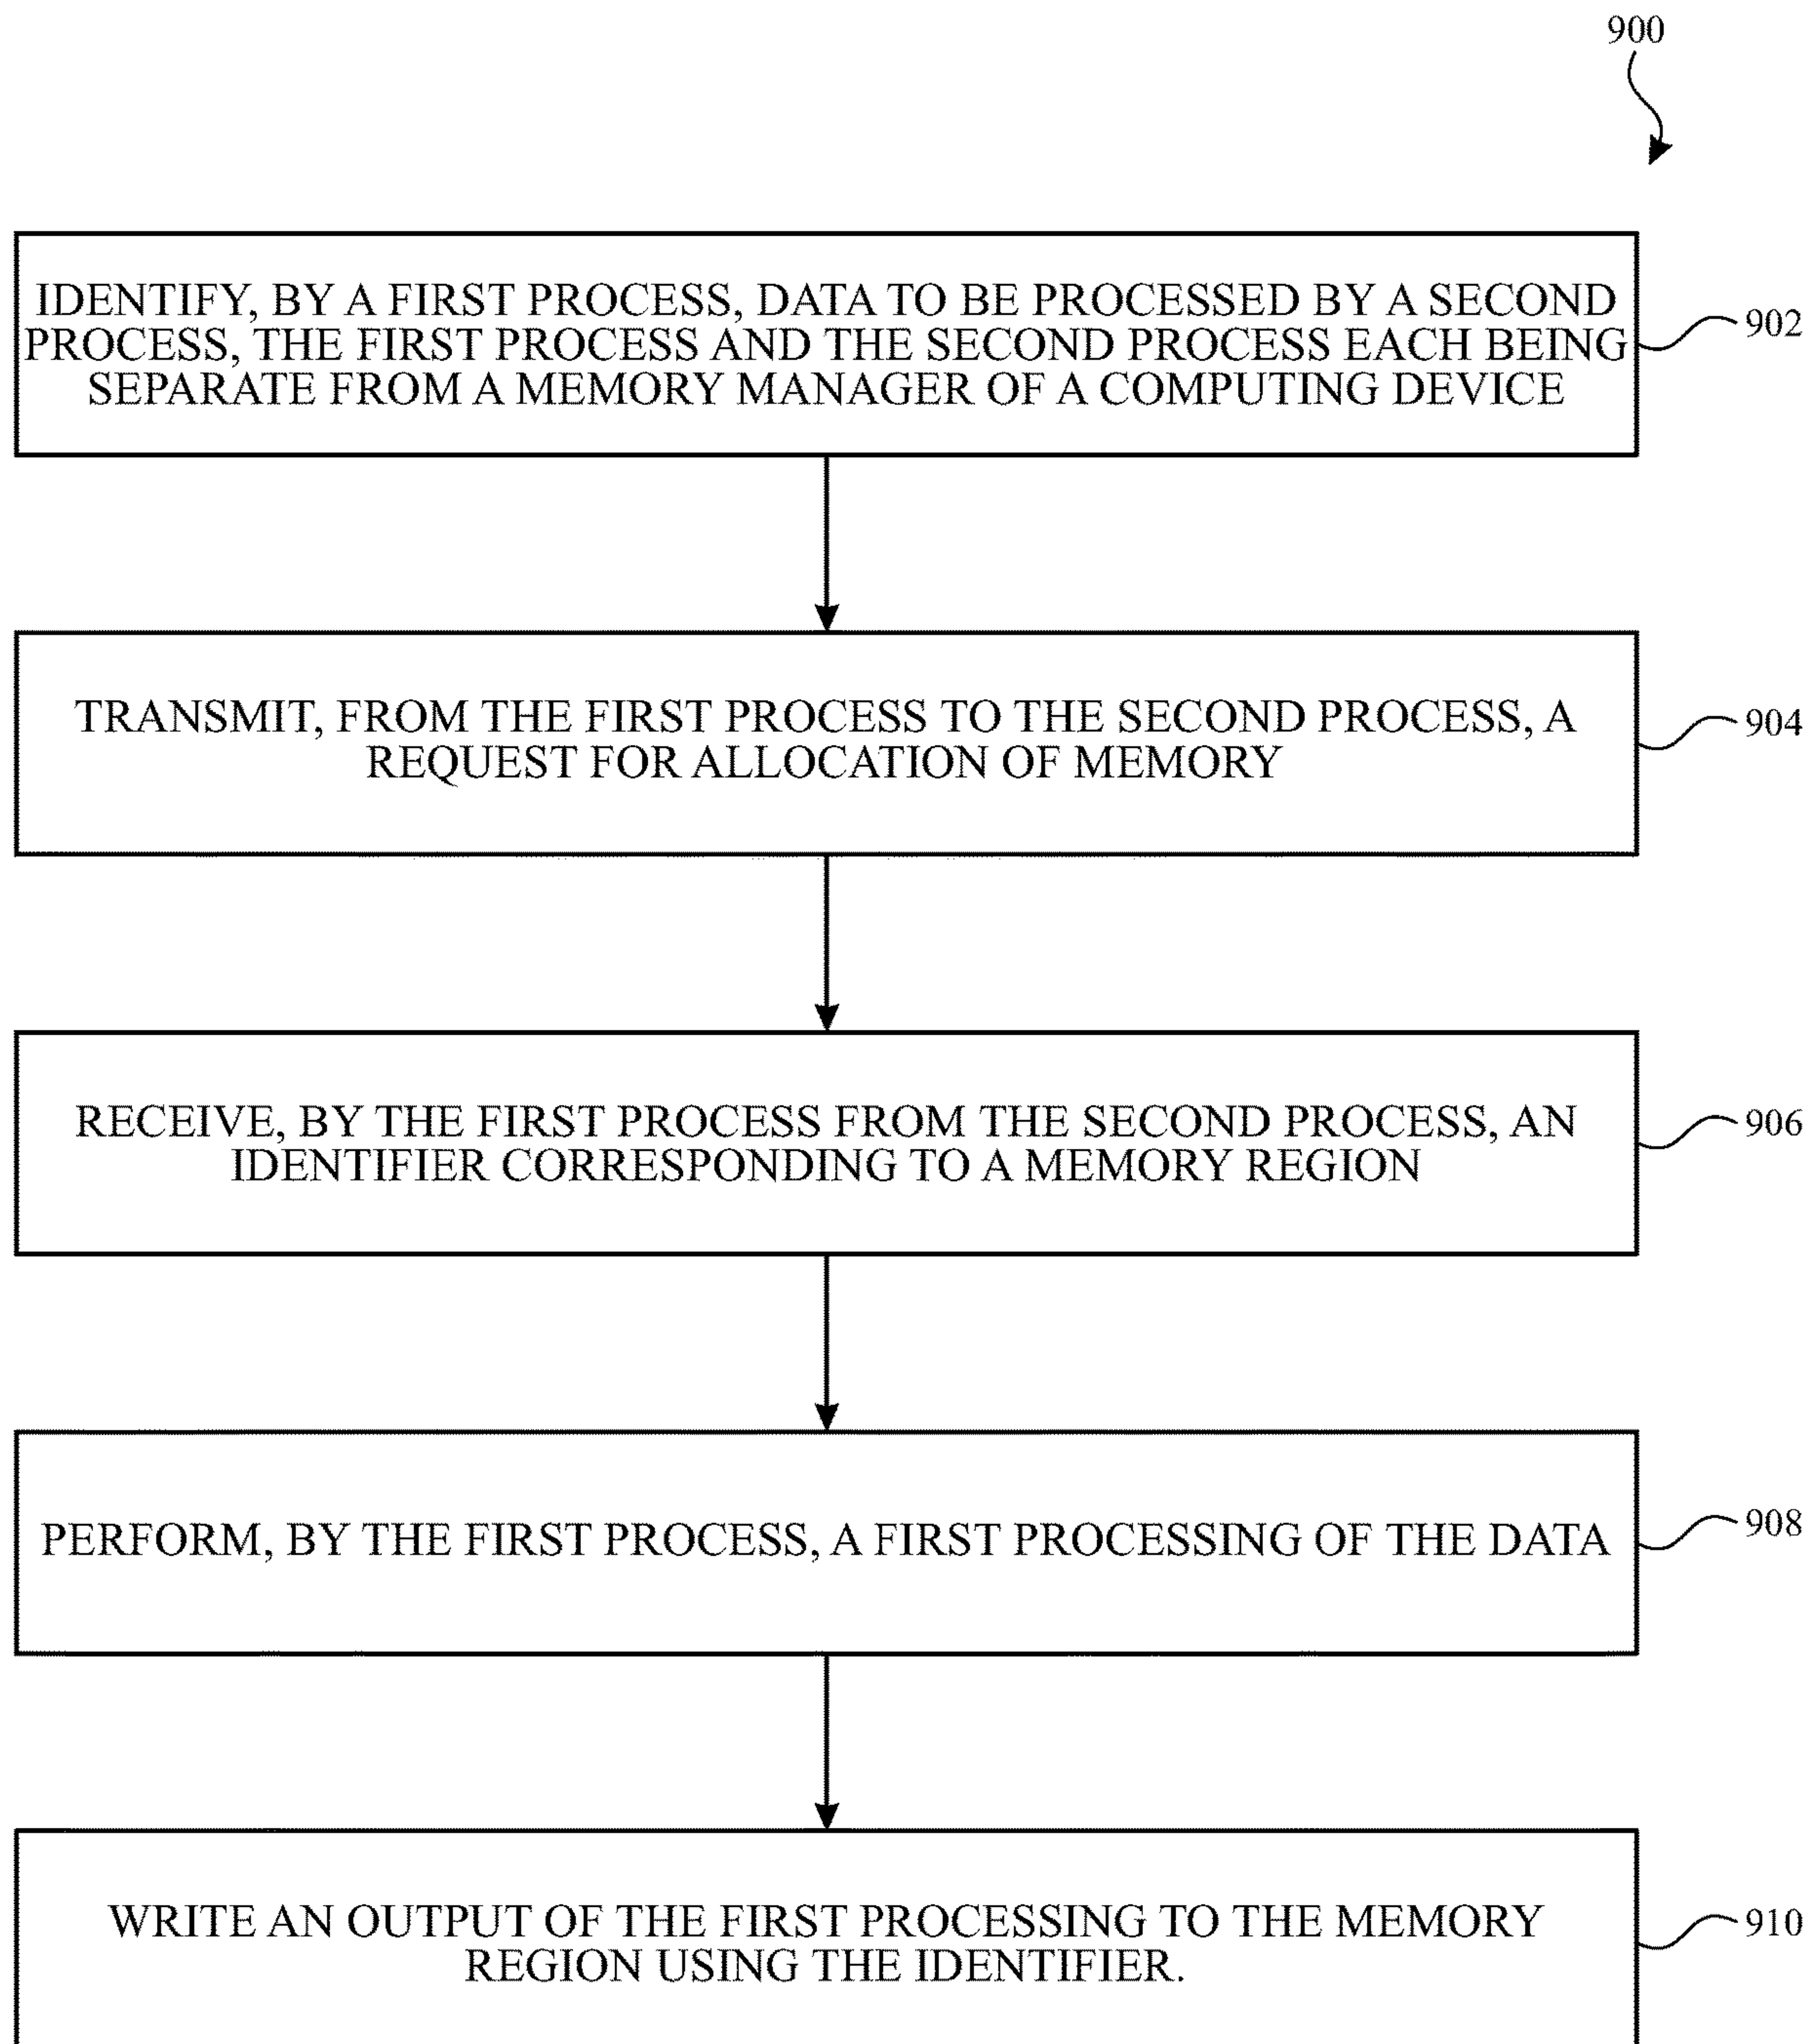 900
IDENTIFY, BY A FIRST PROCESS, DATA TO BE PROCESSED BY A SECOND
PROCESS, THE FIRST PROCESS AND THE SECOND PROCESS EACH BEING
SEPARATE FROM A MEMORY MANAGER OF A COMPUTING DEVICE
902
TRANSMIT, FROM THE FIRST PROCESS TO THE SECOND PROCESS, A
REQUEST FOR ALLOCATION OF MEMORY
904
RECEIVE, BY THE FIRST PROCESS FROM THE SECOND PROCESS, AN
IDENTIFIER CORRESPONDING TO A MEMORY REGION
906
PERFORM, BY THE FIRST PROCESS, A FIRST PROCESSING OF THE DATA
908
WRITE AN OUTPUT OF THE FIRST PROCESSING TO THE MEMORY
REGION USING THE IDENTIFIER.
910